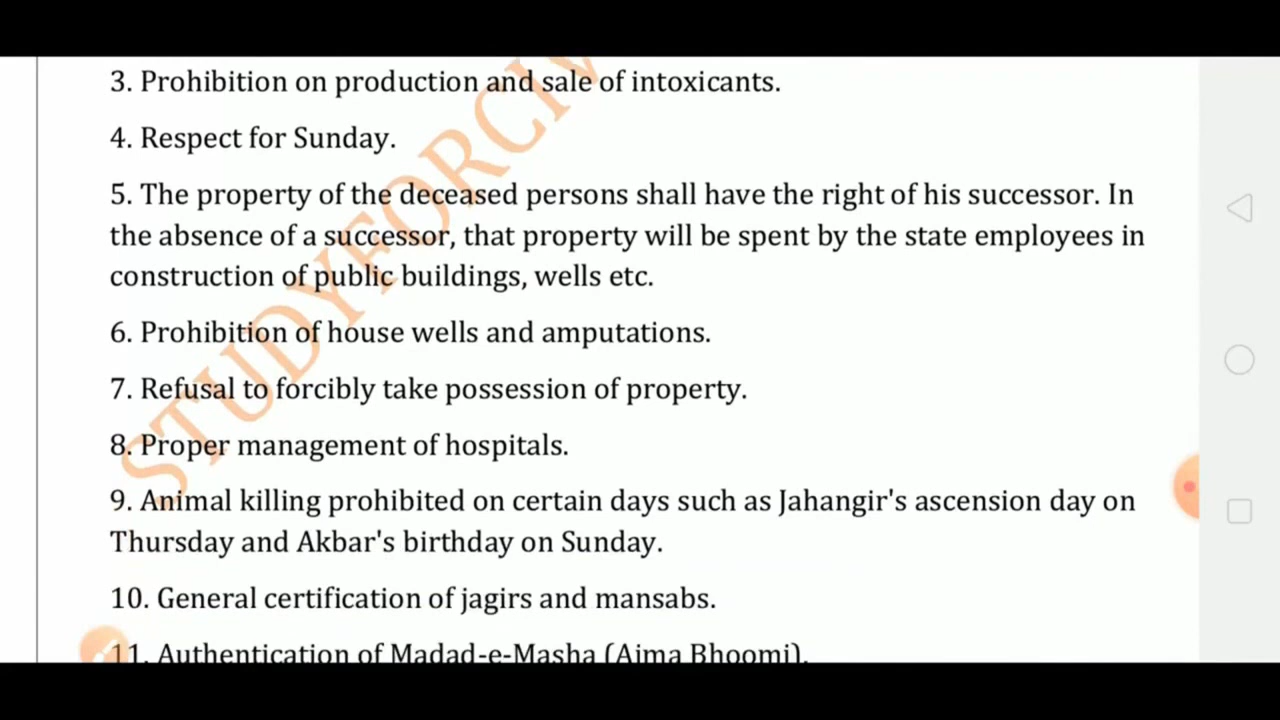 3. Prohibition on production and sale of intoxicants.
4. Respect for Sunday.
5. The property of the deceased persons shall have the right of his successor. In
the absence of a successor, that property will be spent by the state employees in
construction of public buildings, wells etc.
6. Prohibition of house wells and amputations.
7. Refusal to forcibly take possession of property.
8. Proper management of hospitals.
9. Animal killing prohibited on certain days such as Jahangir's ascension day on
Thursday and Akbar's birthday on Sunday.
10. General certification of jagirs and mansabs.
11. Authentication of Madad-e-Masha (Aima Bhoomi).
STUDYFORCIV